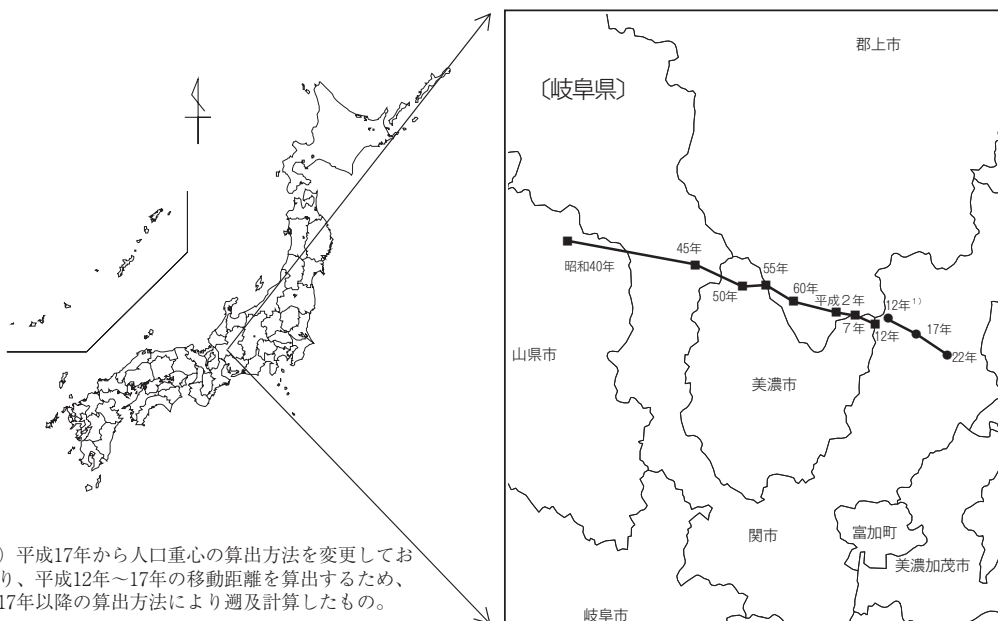 郡上市
〔岐阜県〕
45年
55年
昭和40年
50年
60年
平成2年
7年
12年
12年¹⁾
17年
22年
山県市
美濃市
関市
富加町
美濃加茂市
岐阜市
）平成17年から人口重心の算出方法を変更してお
り、平成12年～17年の移動距離を算出するため、
17年以降の算出方法により遡及計算したもの。